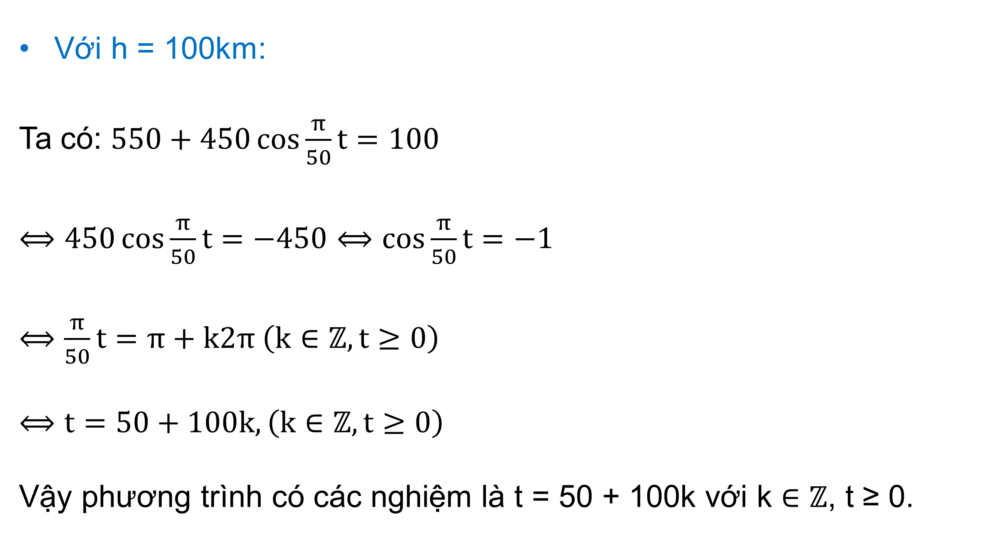 • Với h = 100km:
Ta có: 550 + 450 cos π/50 t = 100
⟺ 450 cos π/50 t = −450 ⟺ cos π/50 t = −1
⟺ π/50 t = π + k2π (k ∈ ℤ, t ≥ 0)
⟺ t = 50 + 100k, (k ∈ ℤ, t ≥ 0)
Vậy phương trình có các nghiệm là t = 50 + 100k với k ∈ ℤ, t ≥ 0.